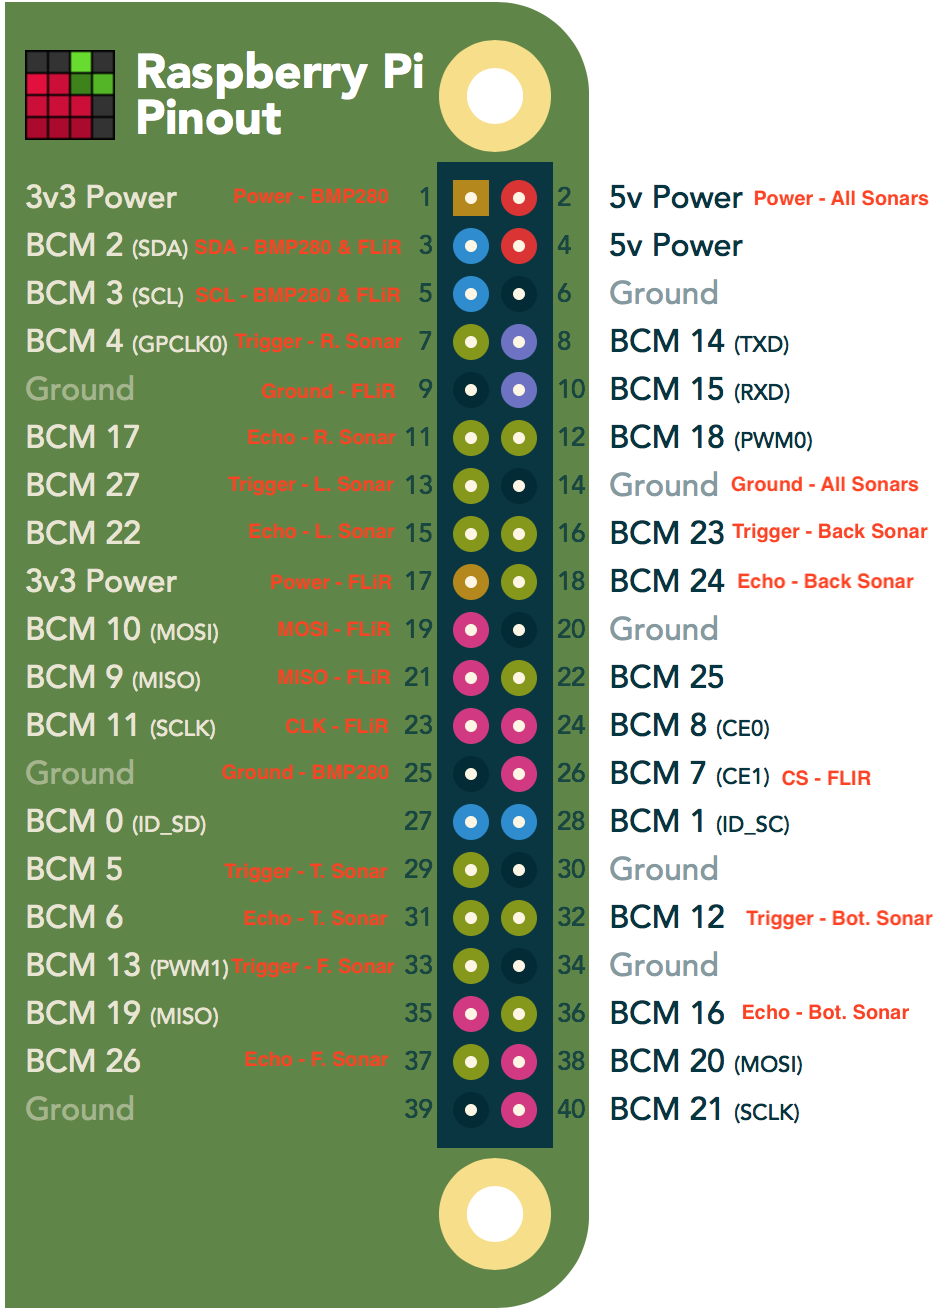 Raspberry Pi
Pinout
3v3 Power Power - BMP280 1 2 5v Power Power - All Sonars
BCM 2 (SDA) SDA - BMP280 & FLiR 3 4 5v Power
BCM 3 (SCL) SCL - BMP280 & FLiR 5 6 Ground
BCM 4 (GPCLK0) Trigger - R. Sonar 7 8 BCM 14 (TXD)
Ground Ground - FLiR 9 10 BCM 15 (RXD)
BCM 17 Echo - R. Sonar 11 12 BCM 18 (PWM0)
BCM 27 Trigger - L. Sonar 13 14 Ground Ground - All Sonars
BCM 22 Echo - L. Sonar 15 16 BCM 23 Trigger - Back Sonar
3v3 Power Power - FLIR 17 18 BCM 24 Echo - Back Sonar
BCM 10 (MOSI) MOSI - FLiR 19 20 Ground
BCM 9 (MISO) MISO - FLiR 21 22 BCM 25
BCM 11 (SCLK) CLK - FLIR 23 24 BCM 8 (CE0)
Ground Ground - BMP280 25 26 BCM 7 (CE1) CS - FLIR
BCM 0 (ID_SD) 27 28 BCM 1 (ID_SC)
BCM 5 Trigger - T. Sonar 29 30 Ground
BCM 6 Echo - T. Sonar 31 32 BCM 12 Trigger - Bot. Sonar
BCM 13 (PWM1) Trigger - F. Sonar 33 34 Ground
BCM 19 (MISO) 35 36 BCM 16 Echo - Bot. Sonar
BCM 26 Echo - F. Sonar 37 38 BCM 20 (MOSI)
Ground 39 40 BCM 21 (SCLK)